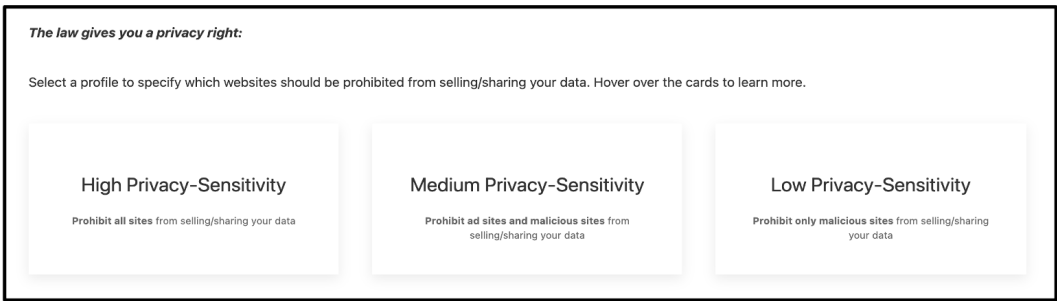 The law gives you a privacy right:
Select a profile to specify which websites should be prohibited from selling/sharing your data. Hover over the cards to learn more.
High Privacy-Sensitivity
Prohibit all sites from selling/sharing your data
Medium Privacy-Sensitivity
Prohibit ad sites and malicious sites from
selling/sharing your data
Low Privacy-Sensitivity
Prohibit only malicious sites from selling/sharing
your data